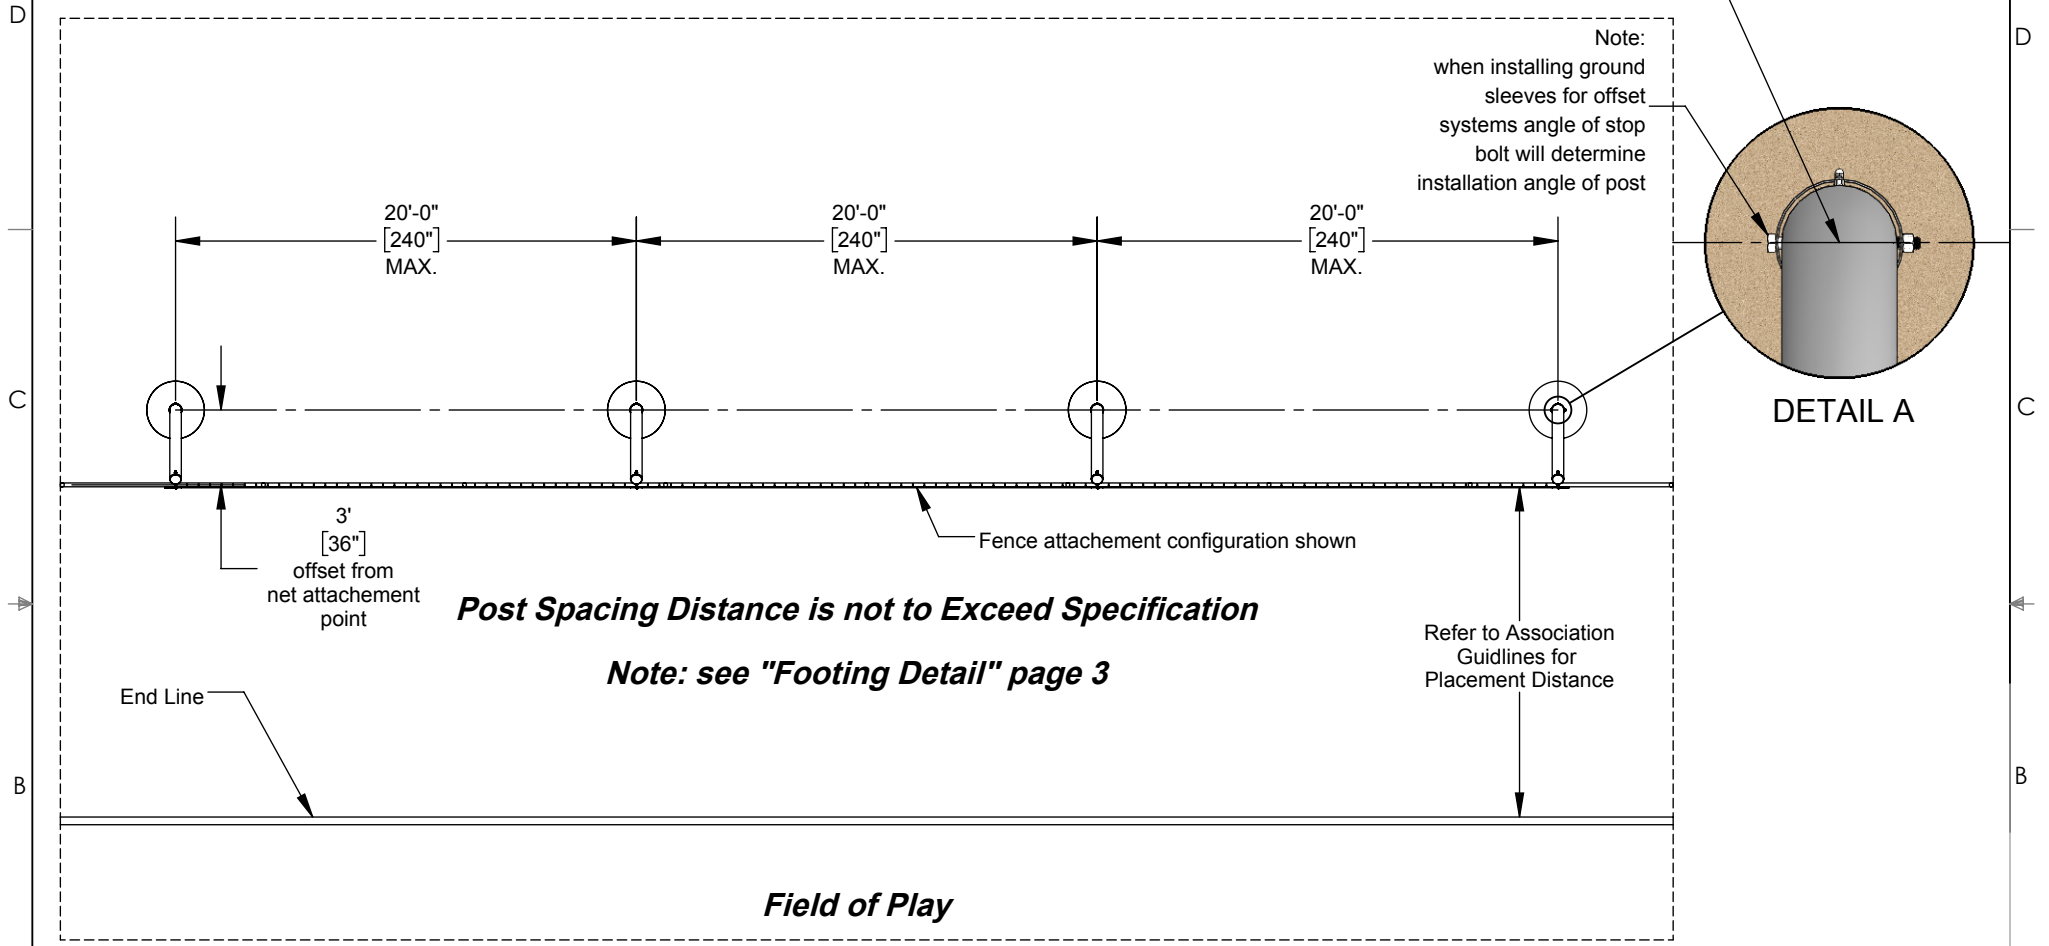 D
D
Note:
when installing ground
sleeves for offset
systems angle of stop
bolt will determine
installation angle of post
20'-0"
[240"]
MAX.
20'-0"
[240"]
MAX.
20'-0"
[240"]
MAX.
C
C
DETAIL A
3'
[36"]
offset from
net attachement
point
Fence attachement configuration shown
Post Spacing Distance is not to Exceed Specification
Note: see "Footing Detail" page 3
Refer to Association
Guidlines for
Placement Distance
End Line
B
B
Field of Play